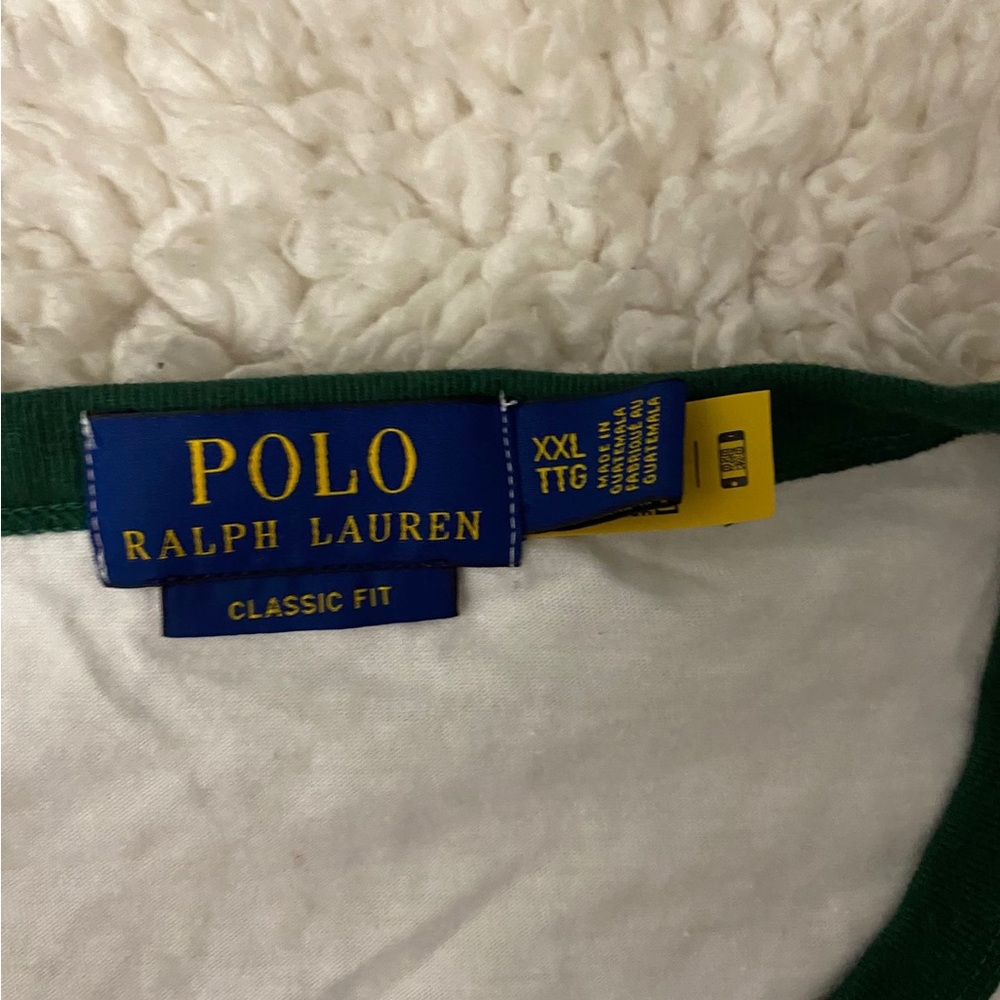 POLO
RALPH LAUREN
CLASSIC FIT
XXL
TTG
MADE IN
GUATEMALA
FABRIQUÉ AU
GUATEMALA